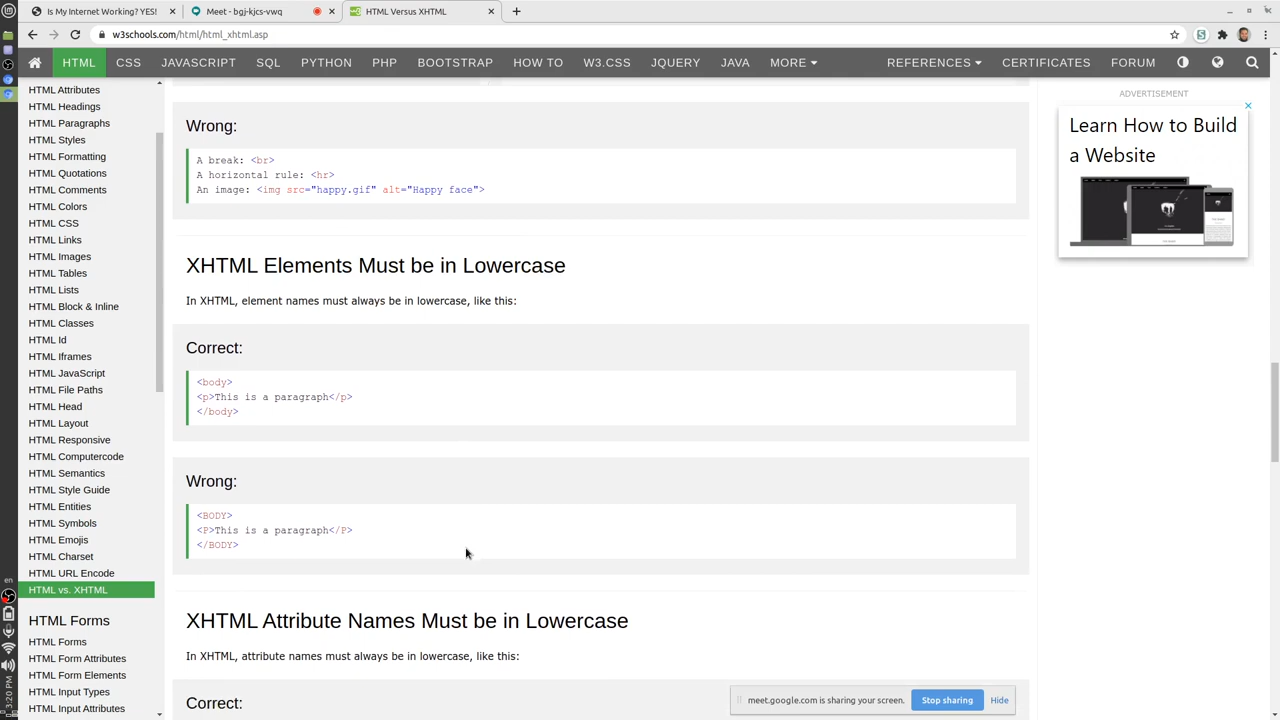 Is My Internet Working? YES!
Meet - bgj-kjcs-vwq
HTML Versus XHTML
w3schools.com/html/html_xhtml.asp
HTML CSS JAVASCRIPT SQL PYTHON PHP BOOTSTRAP HOW TO W3.CSS JQUERY JAVA MORE REFERENCES CERTIFICATES FORUM
HTML Attributes
HTML Headings
HTML Paragraphs
HTML Styles
HTML Formatting
HTML Quotations
HTML Comments
HTML Colors
HTML CSS
HTML Links
HTML Images
HTML Tables
HTML Lists
HTML Block & Inline
HTML Classes
HTML Id
HTML Iframes
HTML JavaScript
HTML File Paths
HTML Head
HTML Layout
HTML Responsive
HTML Computercode
HTML Semantics
HTML Style Guide
HTML Entities
HTML Symbols
HTML Emojis
HTML Charset
HTML URL Encode
HTML vs. XHTML
HTML Forms
HTML Forms
HTML Form Attributes
HTML Form Elements
HTML Input Types
HTML Input Attributes
Wrong:
A break: <br>
A horizontal rule: <hr>
An image: <img src="happy.gif" alt="Happy face">
XHTML Elements Must be in Lowercase
In XHTML, element names must always be in lowercase, like this:
Correct:
<body>
<p>This is a paragraph</p>
</body>
Wrong:
<BODY>
<P>This is a paragraph</P>
</BODY>
XHTML Attribute Names Must be in Lowercase
In XHTML, attribute names must always be in lowercase, like this:
Correct:
ADVERTISEMENT
Learn How to Build
a Website
meet.google.com is sharing your screen.
Stop sharing
Hide
en
3:20 PM